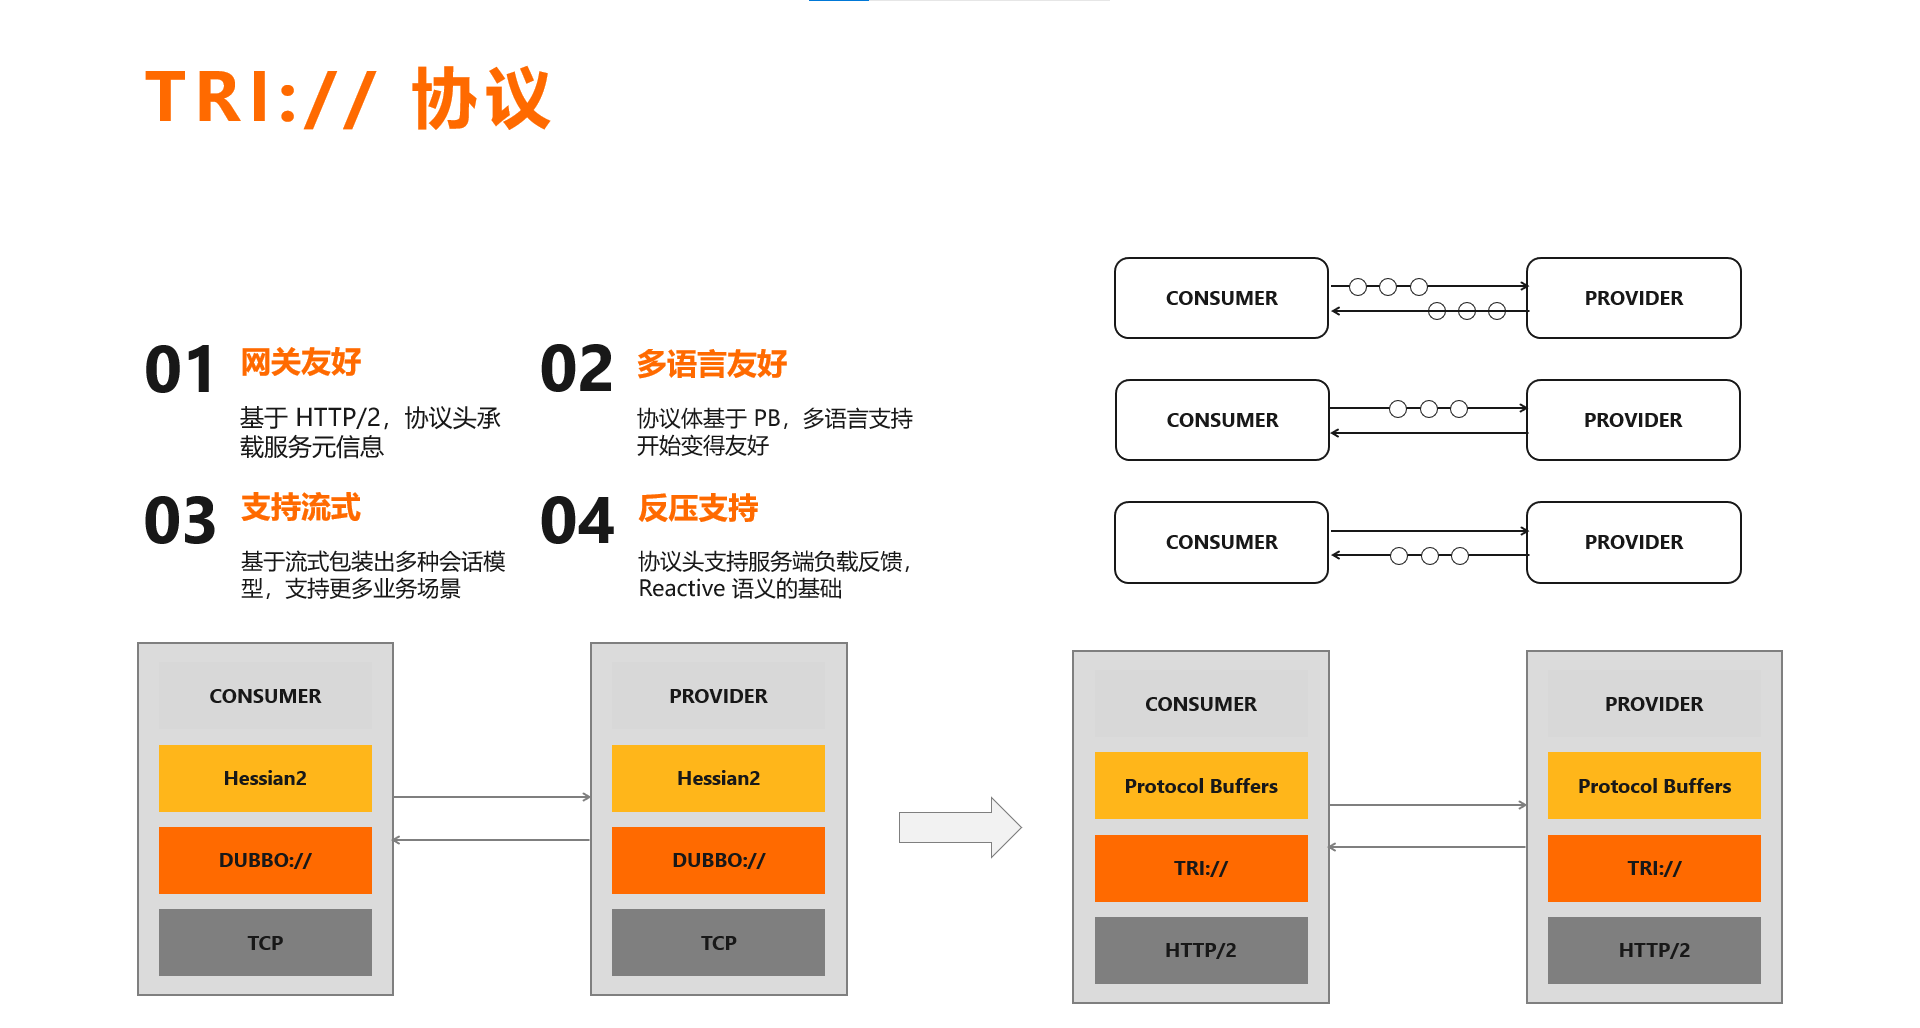 TRI:// 协议
01
网关友好
基于 HTTP/2，协议头承
载服务元信息
02
多语言友好
协议体基于 PB，多语言支持
开始变得友好
03
支持流式
基于流式包装出多种会话模
型，支持更多业务场景
04
反压支持
协议头支持服务端负载反馈，
Reactive 语义的基础
CONSUMER
PROVIDER
CONSUMER
PROVIDER
CONSUMER
PROVIDER
CONSUMER
Hessian2
DUBBO://
TCP
PROVIDER
Hessian2
DUBBO://
TCP
CONSUMER
Protocol Buffers
TRI://
HTTP/2
PROVIDER
Protocol Buffers
TRI://
HTTP/2